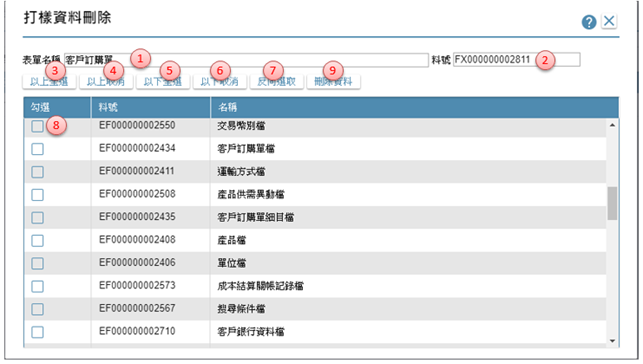 打樣資料刪除
?
表單名稱 客戶訂購單 1 料號 FX000000002811 2
3 4 5 6 7 9
以上全選 以上取消 以下全選 以下取消 反向選取 刪除資料
勾選 料號 名稱
8 EF000000002550 交易幣別檔
EF000000002434 客戶訂購單檔
EF000000002411 運輸方式檔
EF000000002508 產品供需異動檔
EF000000002435 客戶訂購單細目檔
EF000000002408 產品檔
EF000000002406 單位檔
EF000000002573 成本結算關帳記錄檔
EF000000002567 搜尋條件檔
EF000000002710 客戶銀行資料檔